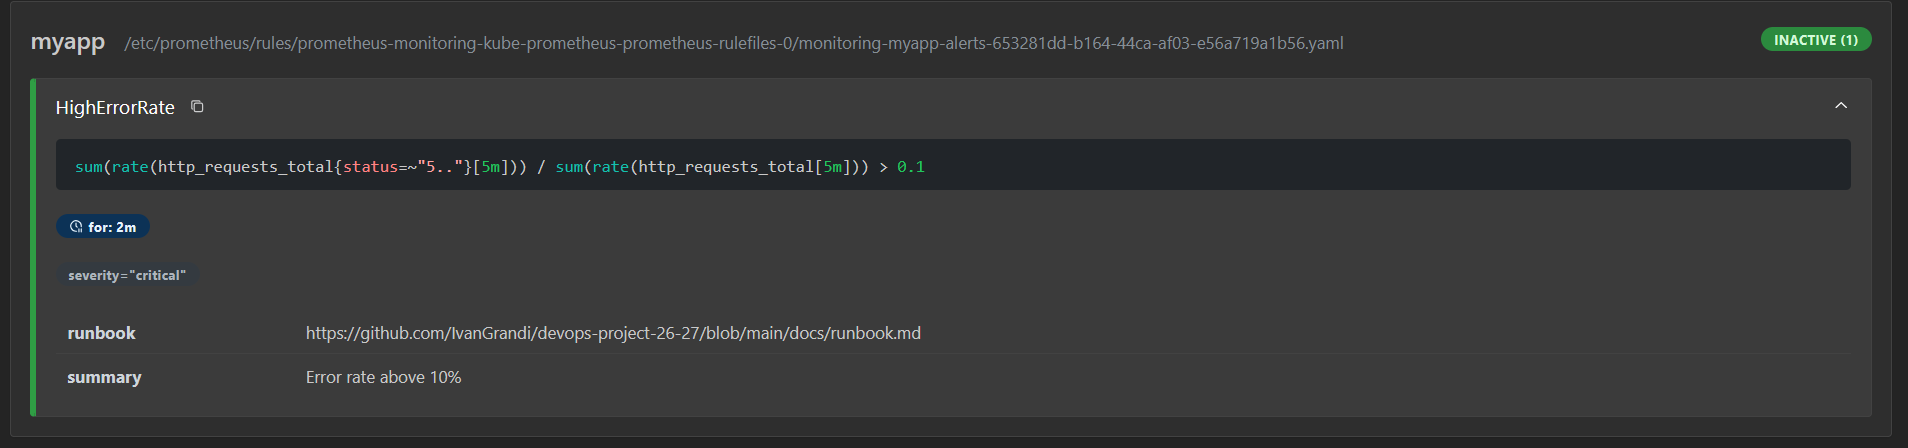 myapp /etc/prometheus/rules/prometheus-monitoring-kube-prometheus-prometheus-rulefiles-0/monitoring-myapp-alerts-653281dd-b164-44ca-af03-e56a719a1b56.yaml INACTIVE (1)
HighErrorRate
sum(rate(http_requests_total{status=~"5.."}[5m])) / sum(rate(http_requests_total[5m])) > 0.1
for: 2m
severity="critical"
runbook https://github.com/IvanGrandi/devops-project-26-27/blob/main/docs/runbook.md
summary Error rate above 10%